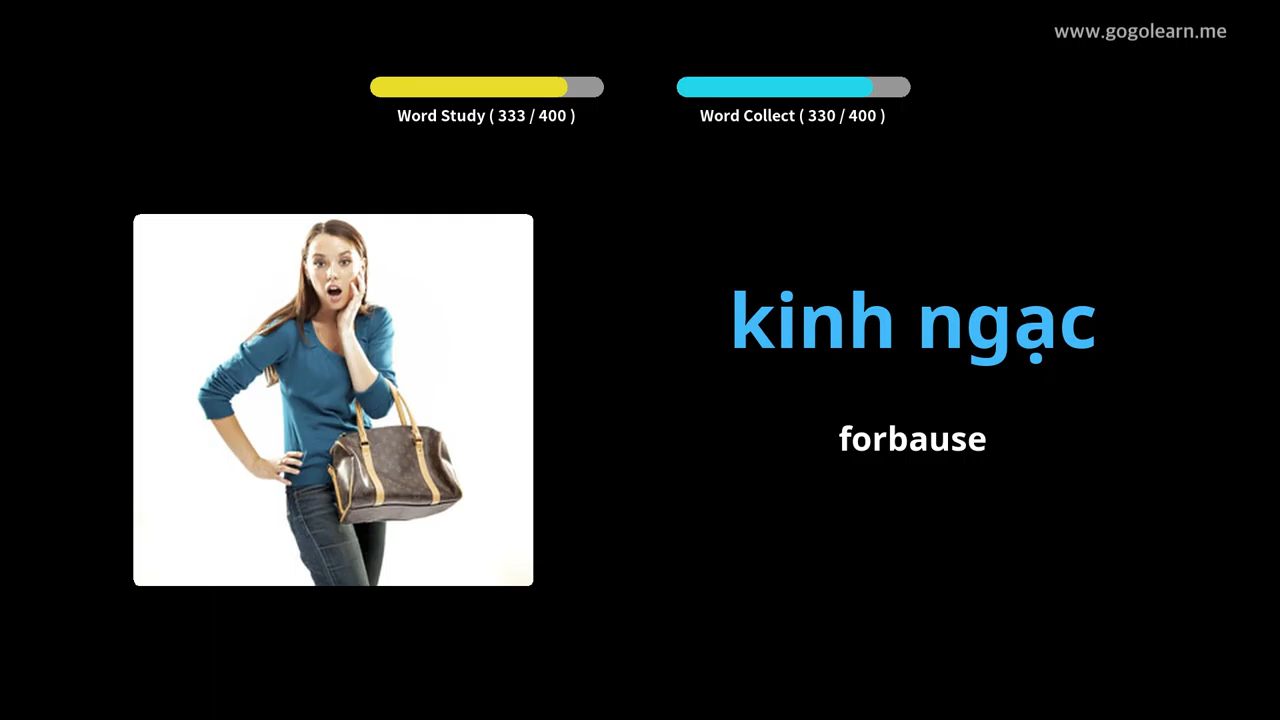 www.gogolearn.me
Word Study ( 333 / 400 )
Word Collect ( 330 / 400 )
kinh ngạc
forbause